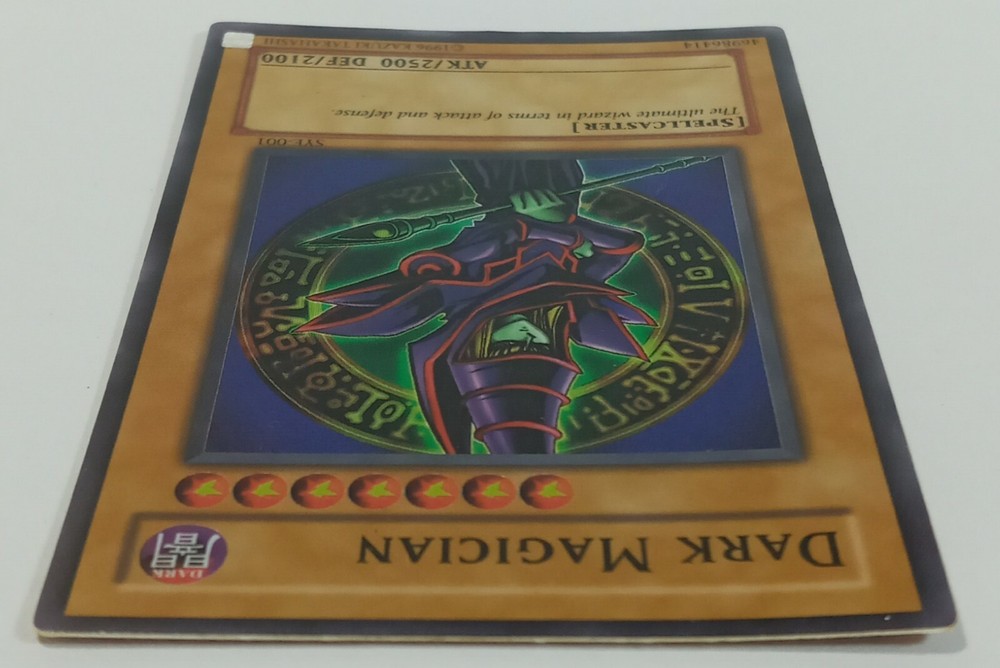 DARK MAGICIAN
闇
DARK
SYE-001
[SPELLCASTER]
The ultimate wizard in terms of attack and defense.
ATK/2500 DEF/2100
46986414
©1996 KAZUKI TAKAHASHI